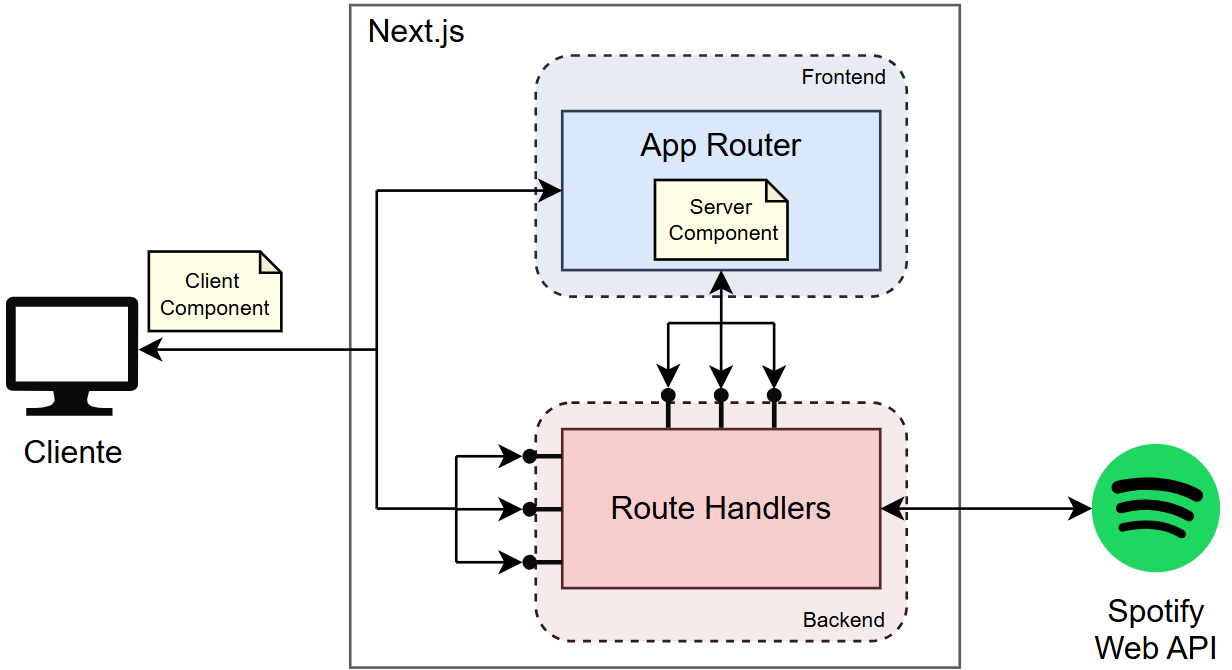 Next.js
Frontend
App Router
Server
Component
Client
Component
Cliente
Route Handlers
Backend
Spotify
Web API